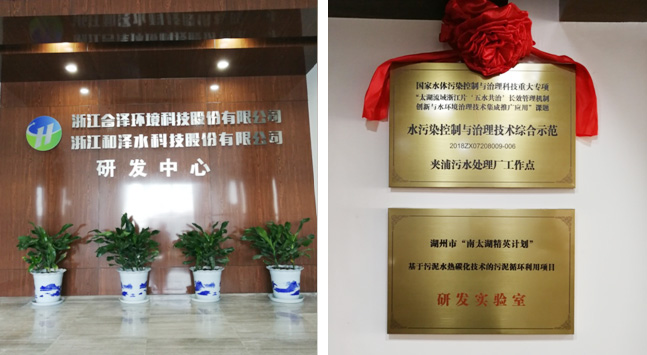 浙江合泽环境科技股份有限公司
浙江和泽水科技股份有限公司
研发中心
国家水体污染控制与治理科技重大专项
“太湖流域浙江片‘五水共治’长效管理机制
创新与水环境治理技术集成推广应用”课题
水污染控制与治理技术综合示范
2018ZX07208009-006
夹浦污水处理厂工作点
湖州市“南太湖精英计划”
基于污泥水热碳化技术的污泥循环利用项目
研发实验室